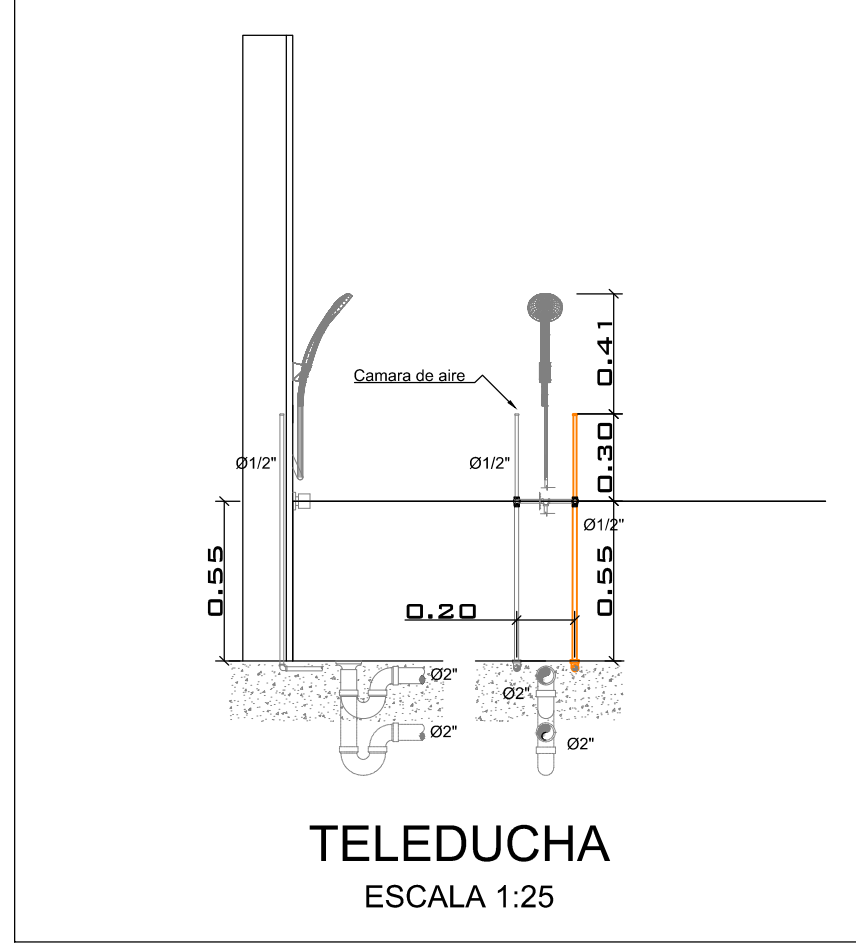 0.41
Camara de aire
0.30
Ø1/2"
Ø1/2"
Ø1/2"
0.55
0.55
0.20
Ø2"
Ø2"
Ø2"
Ø2"
TELEDUCHA
ESCALA 1:25